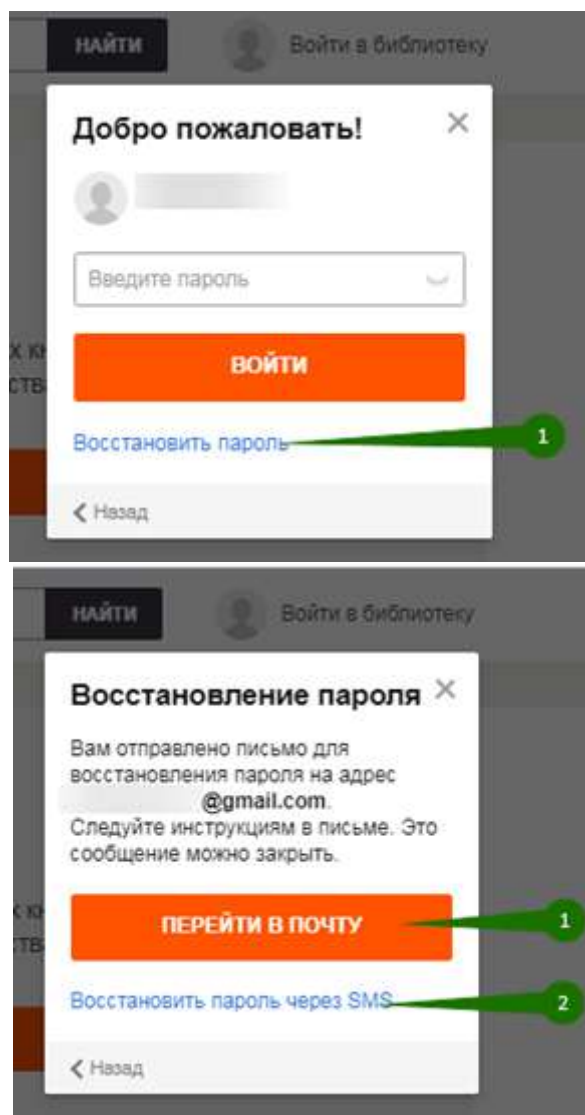 НАЙТИ
Войти в библиотеку
Добро пожаловать!
Введите пароль
Х КН
СТВ
ВОЙТИ
Восстановить пароль
1
Назад
НАЙТИ
Войти в библиотеку
Восстановление пароля
Вам отправлено письмо для
восстановления пароля на адрес
@gmail.com.
Следуйте инструкциям в письме. Это
сообщение можно закрыть.
ПЕРЕЙТИ В ПОЧТУ
1
Восстановить пароль через SMS
2
Назад